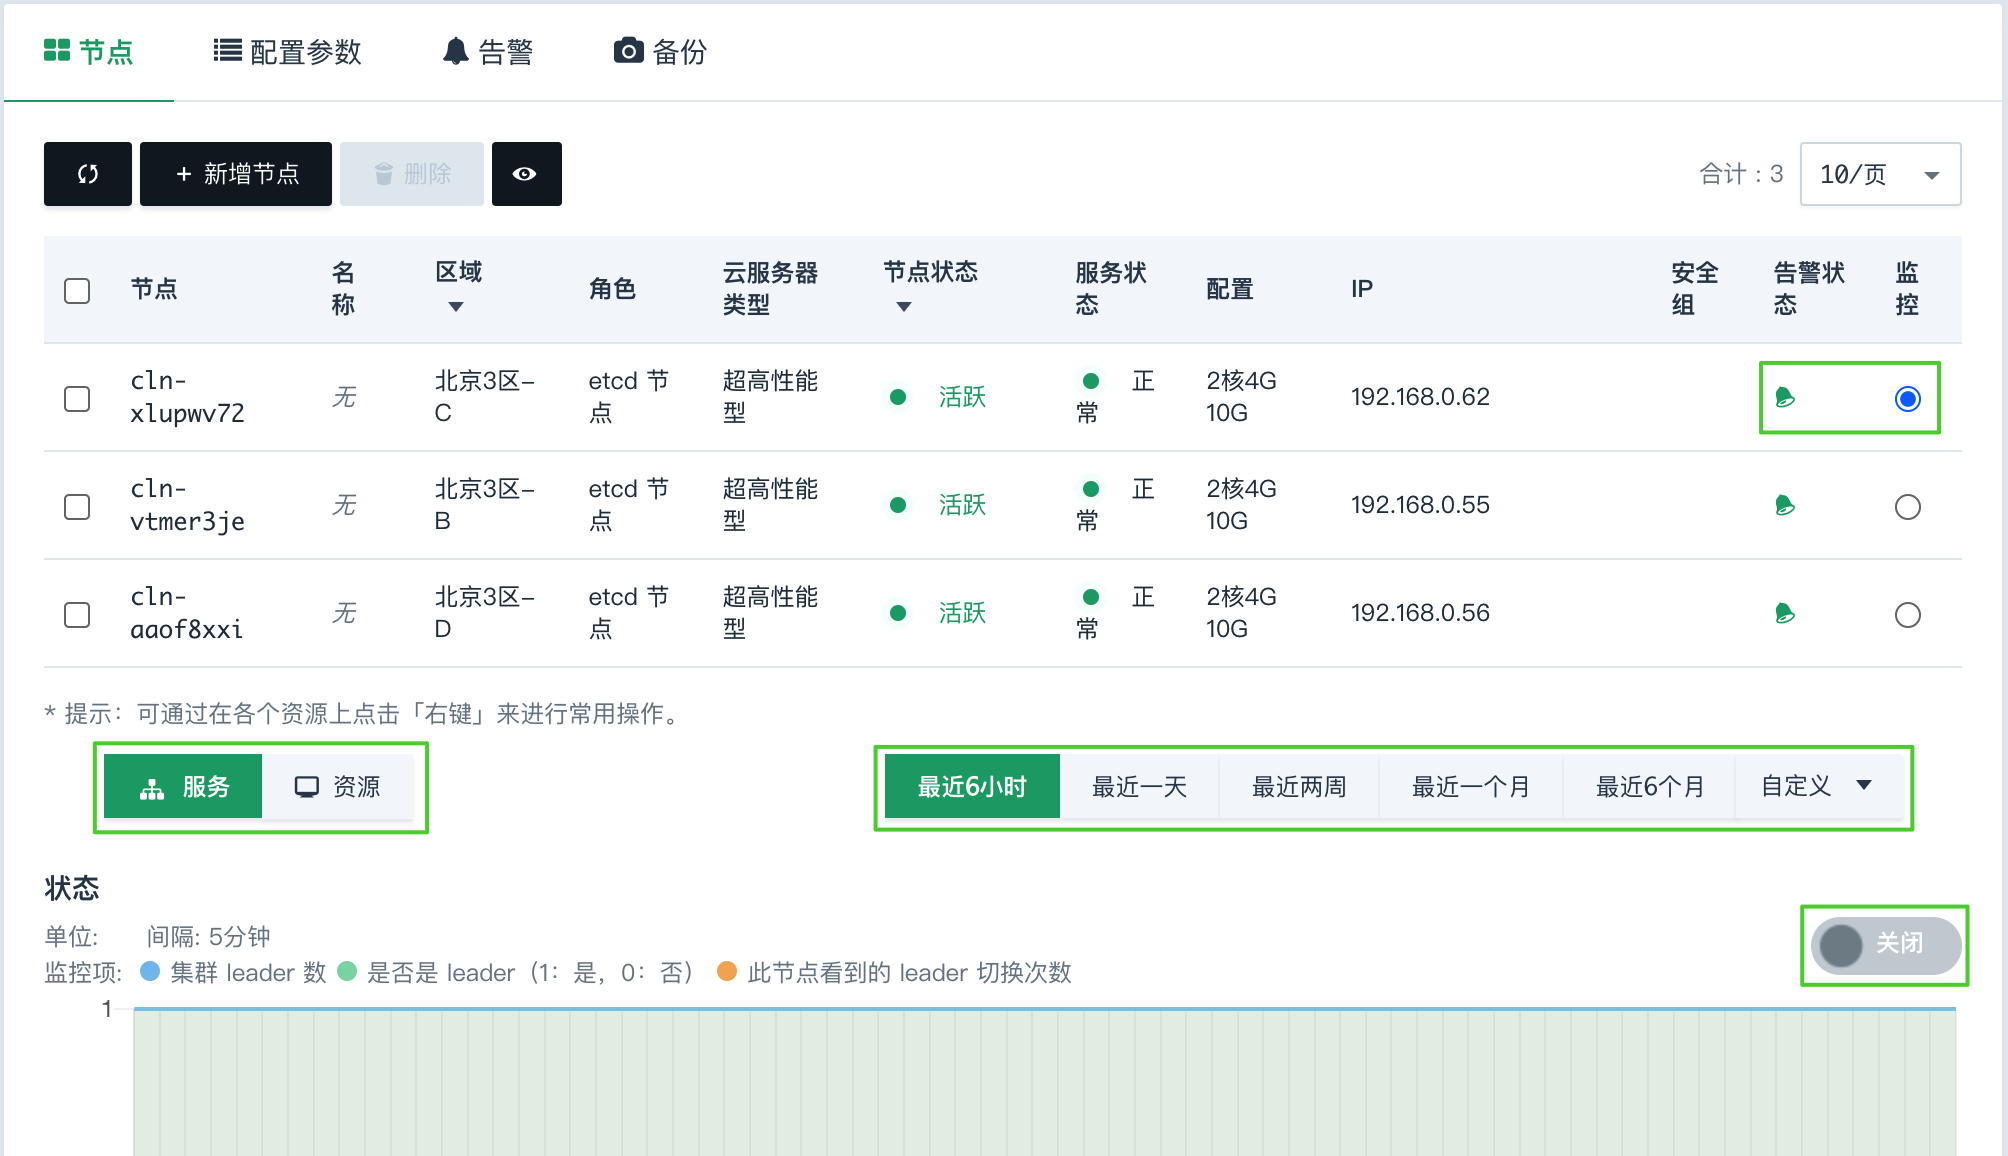 节点 配置参数 告警 备份
+ 新增节点 删除 合计：3 10/页
节点 名称 区域 角色 云服务器类型 节点状态 服务状态 配置 IP 安全组 告警状态 监控
cln-xlupwv72 无 北京3区-C etcd 节点 超高性能型 活跃 正常 2核4G 10G 192.168.0.62
cln-vtmer3je 无 北京3区-B etcd 节点 超高性能型 活跃 正常 2核4G 10G 192.168.0.55
cln-aaof8xxi 无 北京3区-D etcd 节点 超高性能型 活跃 正常 2核4G 10G 192.168.0.56
* 提示：可通过在各个资源上点击「右键」来进行常用操作。
服务 资源 最近6小时 最近一天 最近两周 最近一个月 最近6个月 自定义
状态
单位: 间隔: 5分钟
关闭
监控项: 集群 leader 数 是否是 leader（1：是，0：否） 此节点看到的 leader 切换次数
1